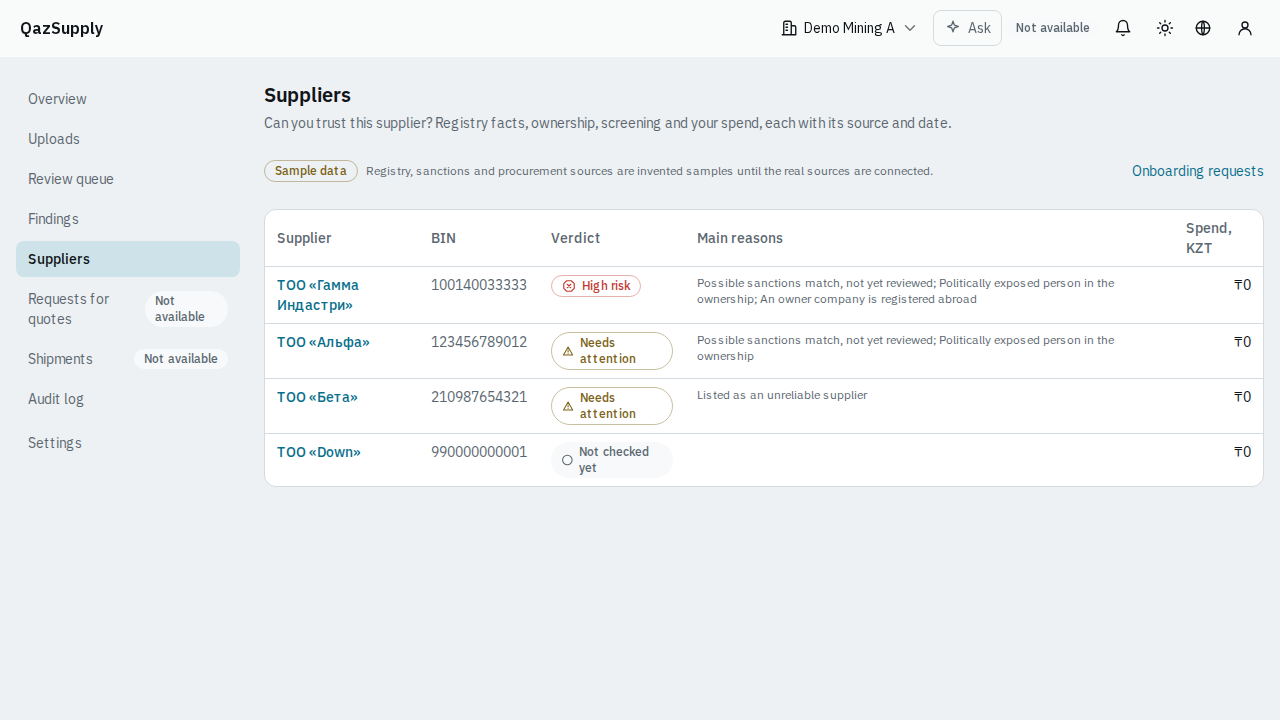 QazSupply
Demo Mining A
Ask
Not available
Overview
Uploads
Review queue
Findings
Suppliers
Requests for
quotes
Not
available
Shipments
Not available
Audit log
Settings
Suppliers
Can you trust this supplier? Registry facts, ownership, screening and your spend, each with its source and date.
Sample data
Registry, sanctions and procurement sources are invented samples until the real sources are connected.
Onboarding requests
Supplier
BIN
Verdict
Main reasons
Spend,
KZT
ТОО «Гамма
Индастри»
100140033333
High risk
Possible sanctions match, not yet reviewed; Politically exposed person in the
ownership; An owner company is registered abroad
₸0
ТОО «Альфа»
123456789012
Needs
attention
Possible sanctions match, not yet reviewed; Politically exposed person in the
ownership
₸0
ТОО «Бета»
210987654321
Needs
attention
Listed as an unreliable supplier
₸0
ТОО «Down»
990000000001
Not checked
yet
₸0